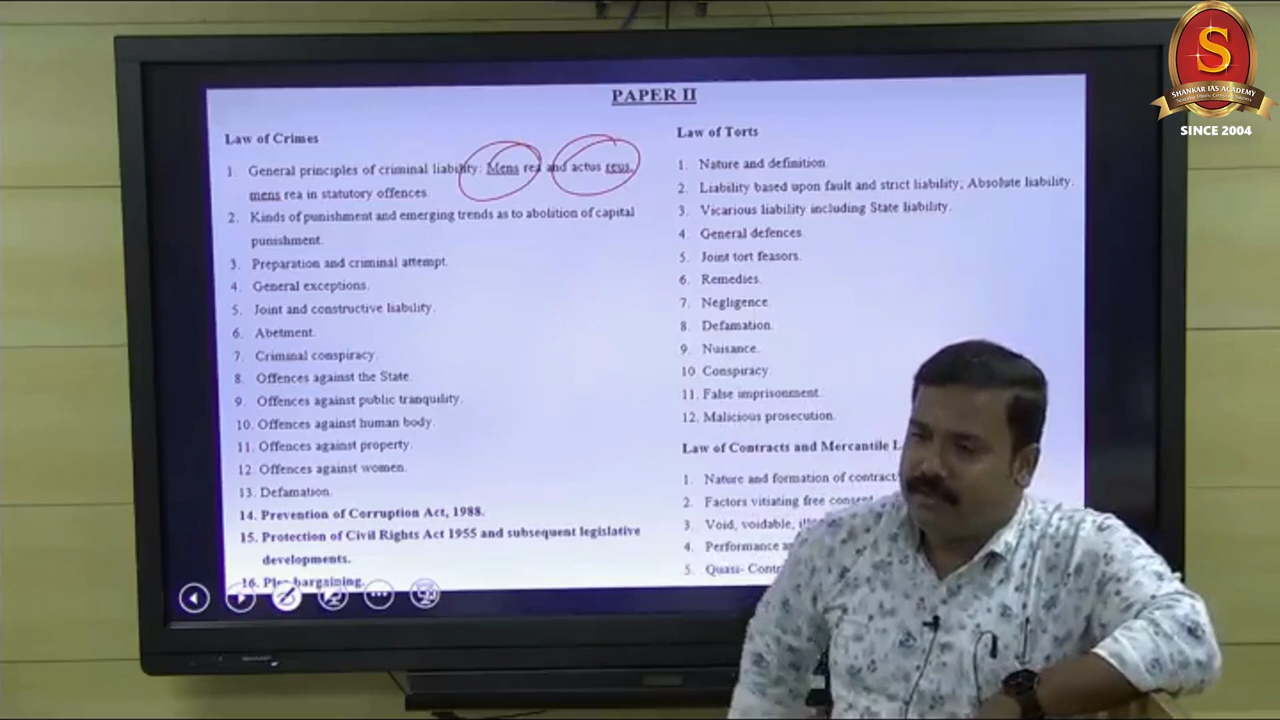 PAPER II
Law of Crimes
1. General principles of criminal liability: Mens rea and actus reus,
mens rea in statutory offences
2. Kinds of punishment and emerging trends as to abolition of capital
punishment.
3. Preparation and criminal attempt.
4. General exceptions.
5. Joint and constructive liability.
6. Abetment.
7. Criminal conspiracy.
8. Offences against the State.
9. Offences against public tranquility.
10. Offences against human body.
11. Offences against property.
12. Offences against women.
13. Defamation.
14. Prevention of Corruption Act, 1988.
15. Protection of Civil Rights Act 1955 and subsequent legislative
developments.
16. Plea bargaining.
Law of Torts
1. Nature and definition.
2. Liability based upon fault and strict liability; Absolute liability.
3. Vicarious liability including State liability.
4. General defences.
5. Joint tort feasors.
6. Remedies.
7. Negligence.
8. Defamation.
9. Nuisance.
10. Conspiracy.
11. False imprisonment.
12. Malicious prosecution.
Law of Contracts and Mercantile L
1. Nature and formation of contract
2. Factors vitiating free consent
3. Void, voidable,
4. Performance
5. Quasi-
SHARP
S
SHANKAR IAS ACADEMY
SINCE 2004